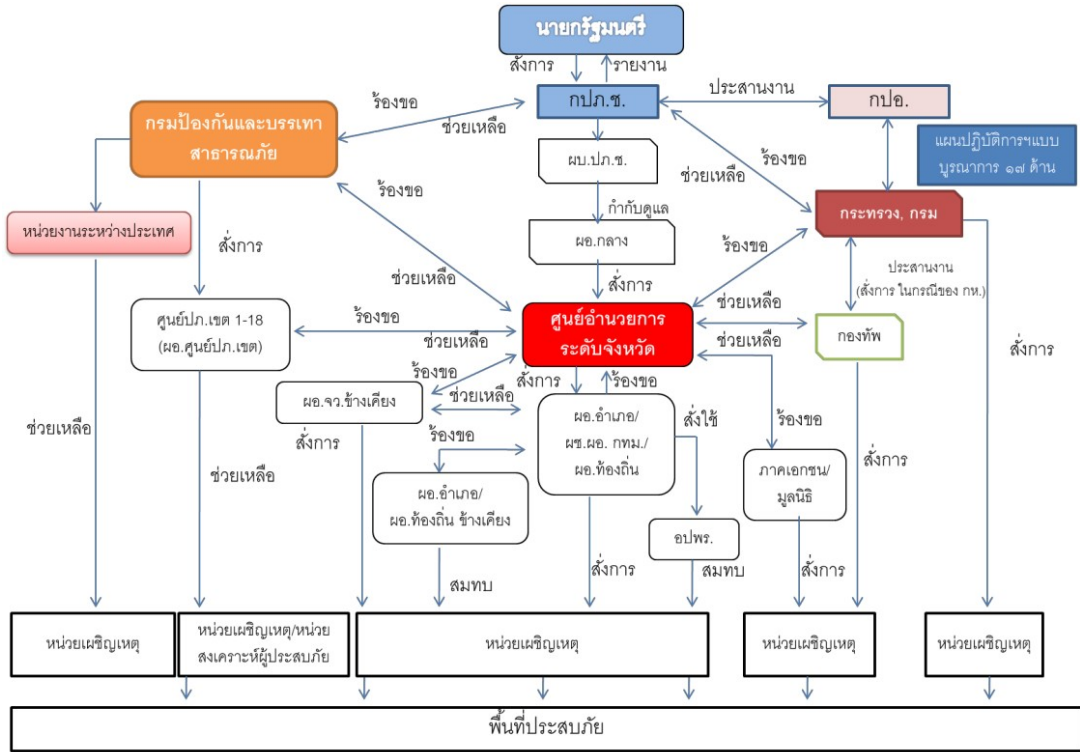 นายกรัฐมนตรี
สั่งการ
รายงาน
ประสานงาน
ร้องขอ
ช่วยเหลือ
กปภ.ช.
กปอ.
กรมป้องกันและบรรเทา
สาธารณภัย
แผนปฏิบัติการฯแบบ
บูรณาการ ๑๗ ด้าน
ผบ.ปภ.ช.
ร้องขอ
ช่วยเหลือ
ร้องขอ
กำกับดูแล
กระทรวง, กรม
หน่วยงานระหว่างประเทศ
สั่งการ
ผอ.กลาง
ร้องขอ
ช่วยเหลือ
สั่งการ
ประสานงาน
(สั่งการ ในกรณีของ กห.)
ช่วยเหลือ
ศูนย์ปภ.เขต 1-18
(ผอ.ศูนย์ปภ.เขต)
ร้องขอ
ช่วยเหลือ
ศูนย์อำนวยการ
ระดับจังหวัด
ช่วยเหลือ
กองทัพ
สั่งการ
ร้องขอ
สั่งการ
ร้องขอ
ผอ.จว.ข้างเคียง
ช่วยเหลือ
ช่วยเหลือ
สั่งการ
ร้องขอ
ผอ.อำเภอ/
ผช.ผอ. กทม./
ผอ.ท้องถิ่น
สั่งใช้
ร้องขอ
สั่งการ
ช่วยเหลือ
ผอ.อำเภอ/
ผอ.ท้องถิ่น ข้างเคียง
ภาคเอกชน/
มูลนิธิ
อปพร.
สมทบ
สั่งการ
สมทบ
สั่งการ
หน่วยเผชิญเหตุ
หน่วยเผชิญเหตุ/หน่วย
สงเคราะห์ผู้ประสบภัย
หน่วยเผชิญเหตุ
หน่วยเผชิญเหตุ
หน่วยเผชิญเหตุ
พื้นที่ประสบภัย